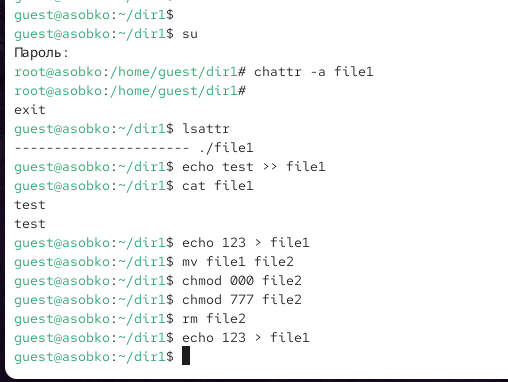 guest@asobko:~/dir1$
guest@asobko:~/dir1$ su
Пароль:
root@asobko:/home/guest/dir1# chattr -a file1
root@asobko:/home/guest/dir1#
exit
guest@asobko:~/dir1$ lsattr
---------------------- ./file1
guest@asobko:~/dir1$ echo test >> file1
guest@asobko:~/dir1$ cat file1
test
test
guest@asobko:~/dir1$ echo 123 > file1
guest@asobko:~/dir1$ mv file1 file2
guest@asobko:~/dir1$ chmod 000 file2
guest@asobko:~/dir1$ chmod 777 file2
guest@asobko:~/dir1$ rm file2
guest@asobko:~/dir1$ echo 123 > file1
guest@asobko:~/dir1$